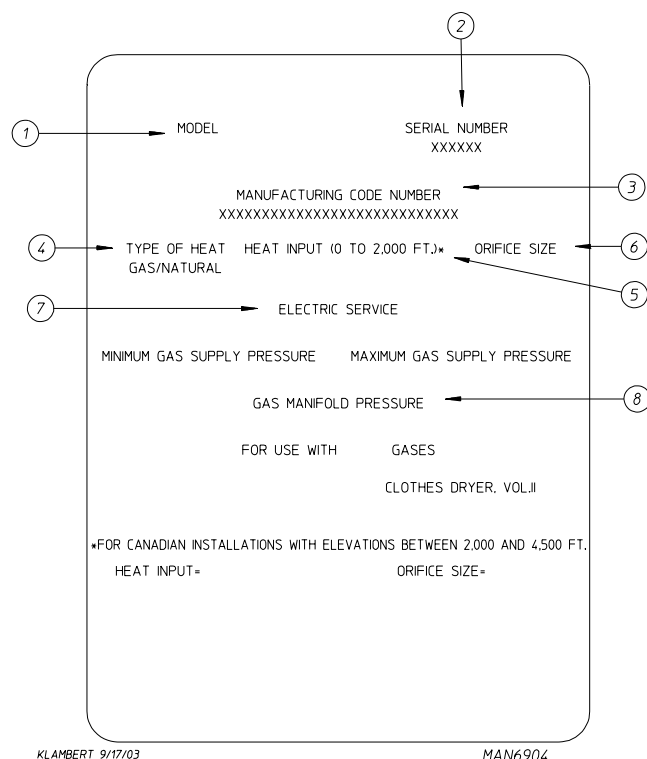 2
1 MODEL SERIAL NUMBER
XXXXXX
3
MANUFACTURING CODE NUMBER
XXXXXXXXXXXXXXXXXXXXXXXXXXXX
4 TYPE OF HEAT HEAT INPUT (0 TO 2,000 FT.)* ORIFICE SIZE 6
GAS/NATURAL
5
7 ELECTRIC SERVICE
MINIMUM GAS SUPPLY PRESSURE MAXIMUM GAS SUPPLY PRESSURE
GAS MANIFOLD PRESSURE 8
FOR USE WITH GASES
CLOTHES DRYER, VOL.II
*FOR CANADIAN INSTALLATIONS WITH ELEVATIONS BETWEEN 2,000 AND 4,500 FT.
HEAT INPUT= ORIFICE SIZE=
KLAMBERT 9/17/03 MAN6904